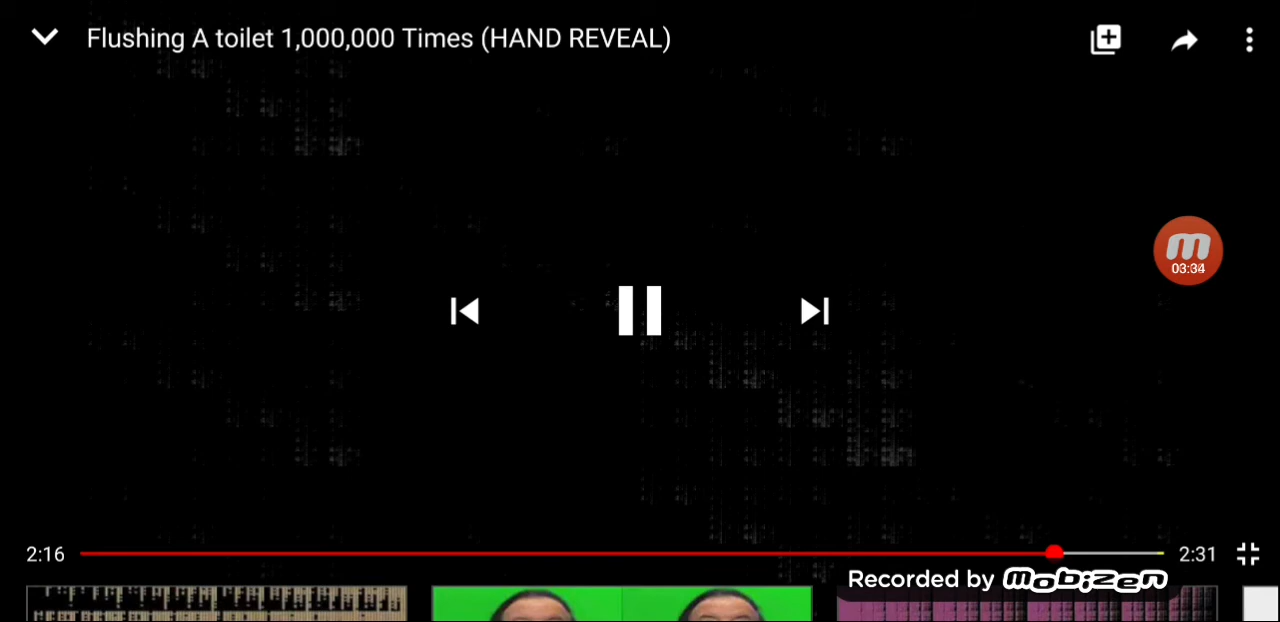 Flushing A toilet 1,000,000 Times (HAND REVEAL)
m
03:34
2:16
2:31
Recorded by mobizen